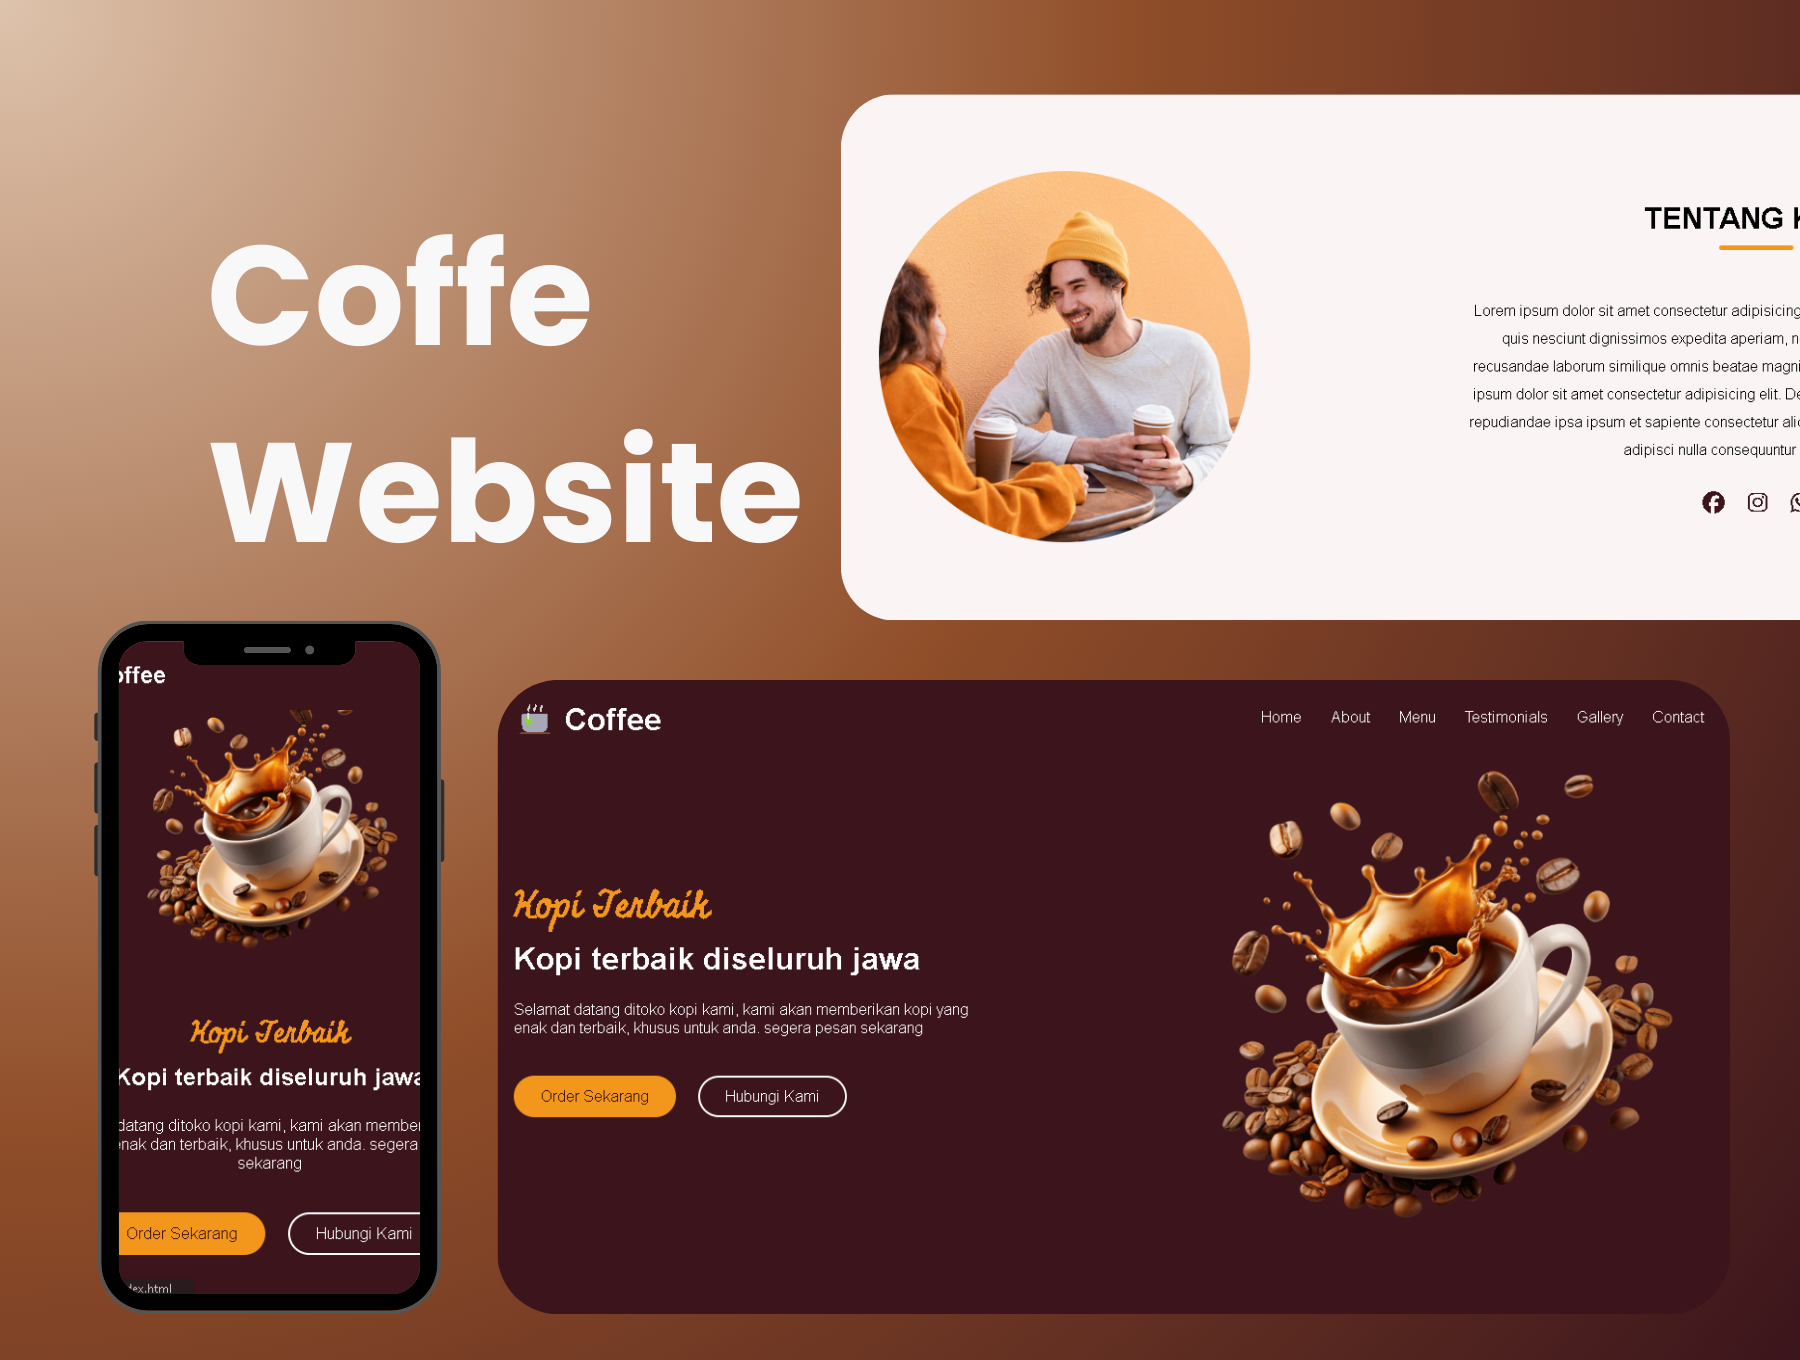 Coffe
Website
TENTANG
Lorem ipsum dolor sit amet consectetur adipisicing
quis nesciunt dignissimos expedita aperiam,
recusandae laborum similique omnis beatae magni
ipsum dolor sit amet consectetur adipisicing elit.
repudiandae ipsa ipsum et sapiente consectetur
adipisci nulla consequuntur
offee
Kopi Terbaik
Kopi terbaik diseluruh jawa
datang ditoko kopi kami, kami akan member
enak dan terbaik, khusus untuk anda. segera
sekarang
Order Sekarang
Hubungi Kami
dex.html
Coffee
Home
About
Menu
Testimonials
Gallery
Contact
Kopi Terbaik
Kopi terbaik diseluruh jawa
Selamat datang ditoko kopi kami, kami akan memberikan kopi yang
enak dan terbaik, khusus untuk anda. segera pesan sekarang
Order Sekarang
Hubungi Kami